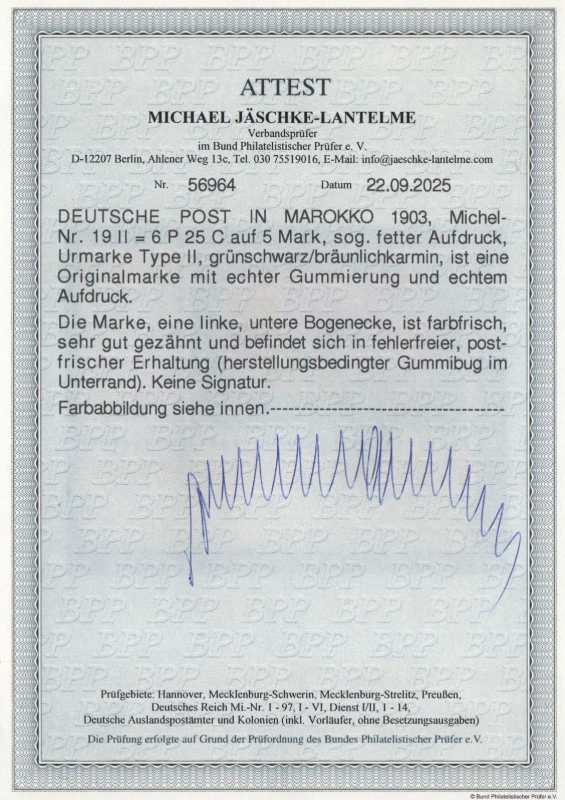 ATTEST
MICHAEL JÄSCHKE-LANTELME
Verbandsprüfer
im Bund Philatelistischer Prüfer e. V.
D-12207 Berlin, Ahlener Weg 13c, Tel. 030 75519016, E-Mail: info@jaeschke-lantelme.com
Nr. 56964 Datum 22.09.2025
DEUTSCHE POST IN MAROKKO 1903, Michel-
Nr. 19 II = 6 P 25 C auf 5 Mark, sog. fetter Aufdruck,
Urmarke Type II, grünschwarz/bräunlichkarmin, ist eine
Originalmarke mit echter Gummierung und echtem
Aufdruck.
Die Marke, eine linke, untere Bogenecke, ist farbfrisch,
sehr gut gezähnt und befindet sich in fehlerfreier, post-
frischer Erhaltung (herstellungsbedingter Gummibug im
Unterrand). Keine Signatur.
Farbabbildung siehe innen.-----------------------------------
Prüfgebiete: Hannover, Mecklenburg-Schwerin, Mecklenburg-Strelitz, Preußen,
Deutsches Reich Mi.-Nr. 1 - 97, I - VI, Dienst I/II, 1 - 14,
Deutsche Auslandspostämter und Kolonien (inkl. Vorläufer, ohne Besetzungsausgaben)
Die Prüfung erfolgte auf Grund der Prüfordnung des Bundes Philatelistischer Prüfer e.V.
© Bund Philatelistischer Prüfer e.V.